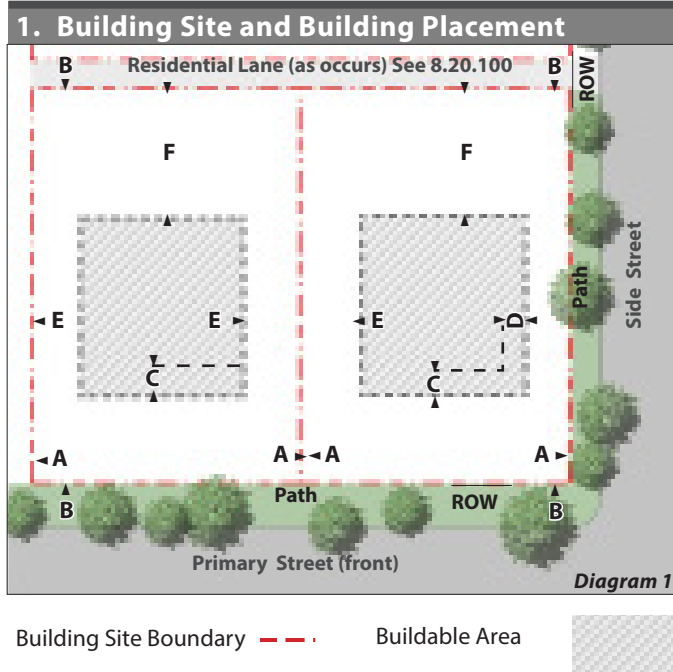 1. Building Site and Building Placement
B Residential Lane (as occurs) See 8.20.100 B
ROW
F F
Side Street
Path
E E E D
C C
A A A A
B Path ROW B
Primary Street (front)
Diagram 1
Building Site Boundary Buildable Area